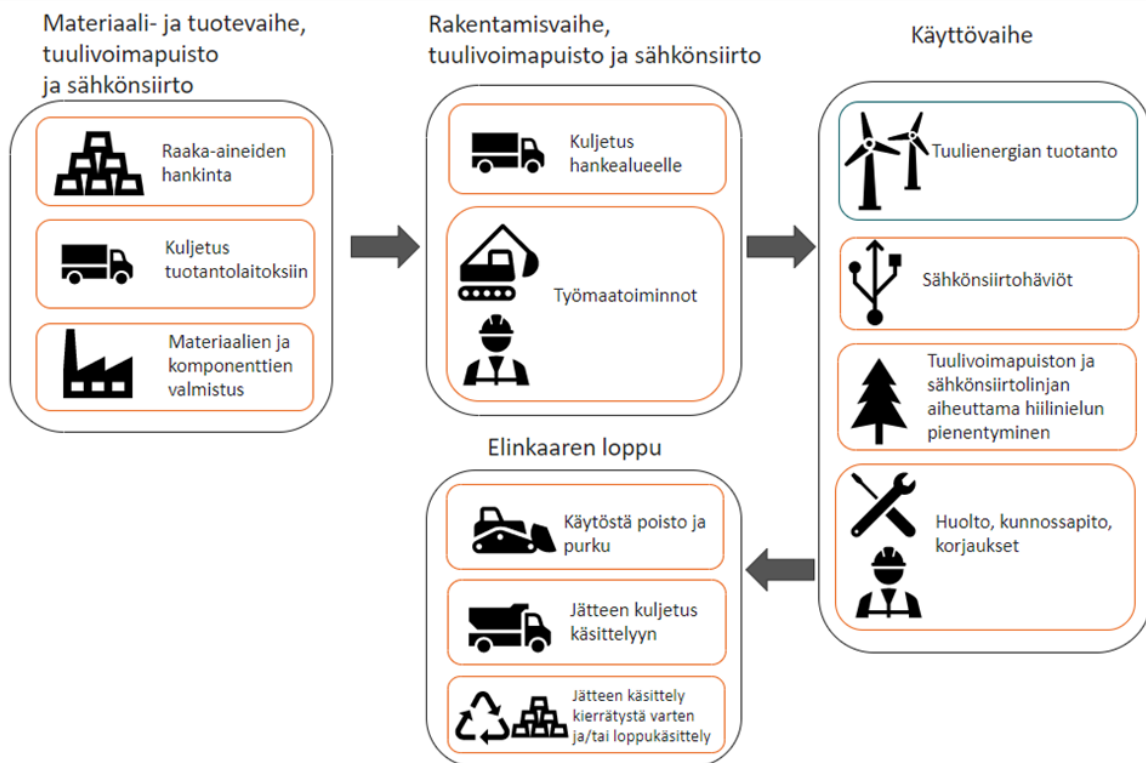 Materiaali- ja tuotevaihe,
tuulivoimapuisto
ja sähkönsiirto
Raaka-aineiden
hankinta
Kuljetus
tuotantolaitoksiin
Materiaalien ja
komponenttien
valmistus
Rakentamisvaihe,
tuulivoimapuisto ja sähkönsiirto
Kuljetus
hankealueelle
Työmaatoiminnot
Käyttövaihe
Tuulienergian tuotanto
Sähkönsiirtohäviöt
Tuulivoimapuiston ja
sähkönsiirtolinjan
aiheuttama hiilinielun
pienentyminen
Huolto, kunnossapito,
korjaukset
Elinkaaren loppu
Käytöstä poisto ja
purku
Jätteen kuljetus
käsittelyyn
Jätteen käsittely
kierrätystä varten
ja/tai loppukäsittely